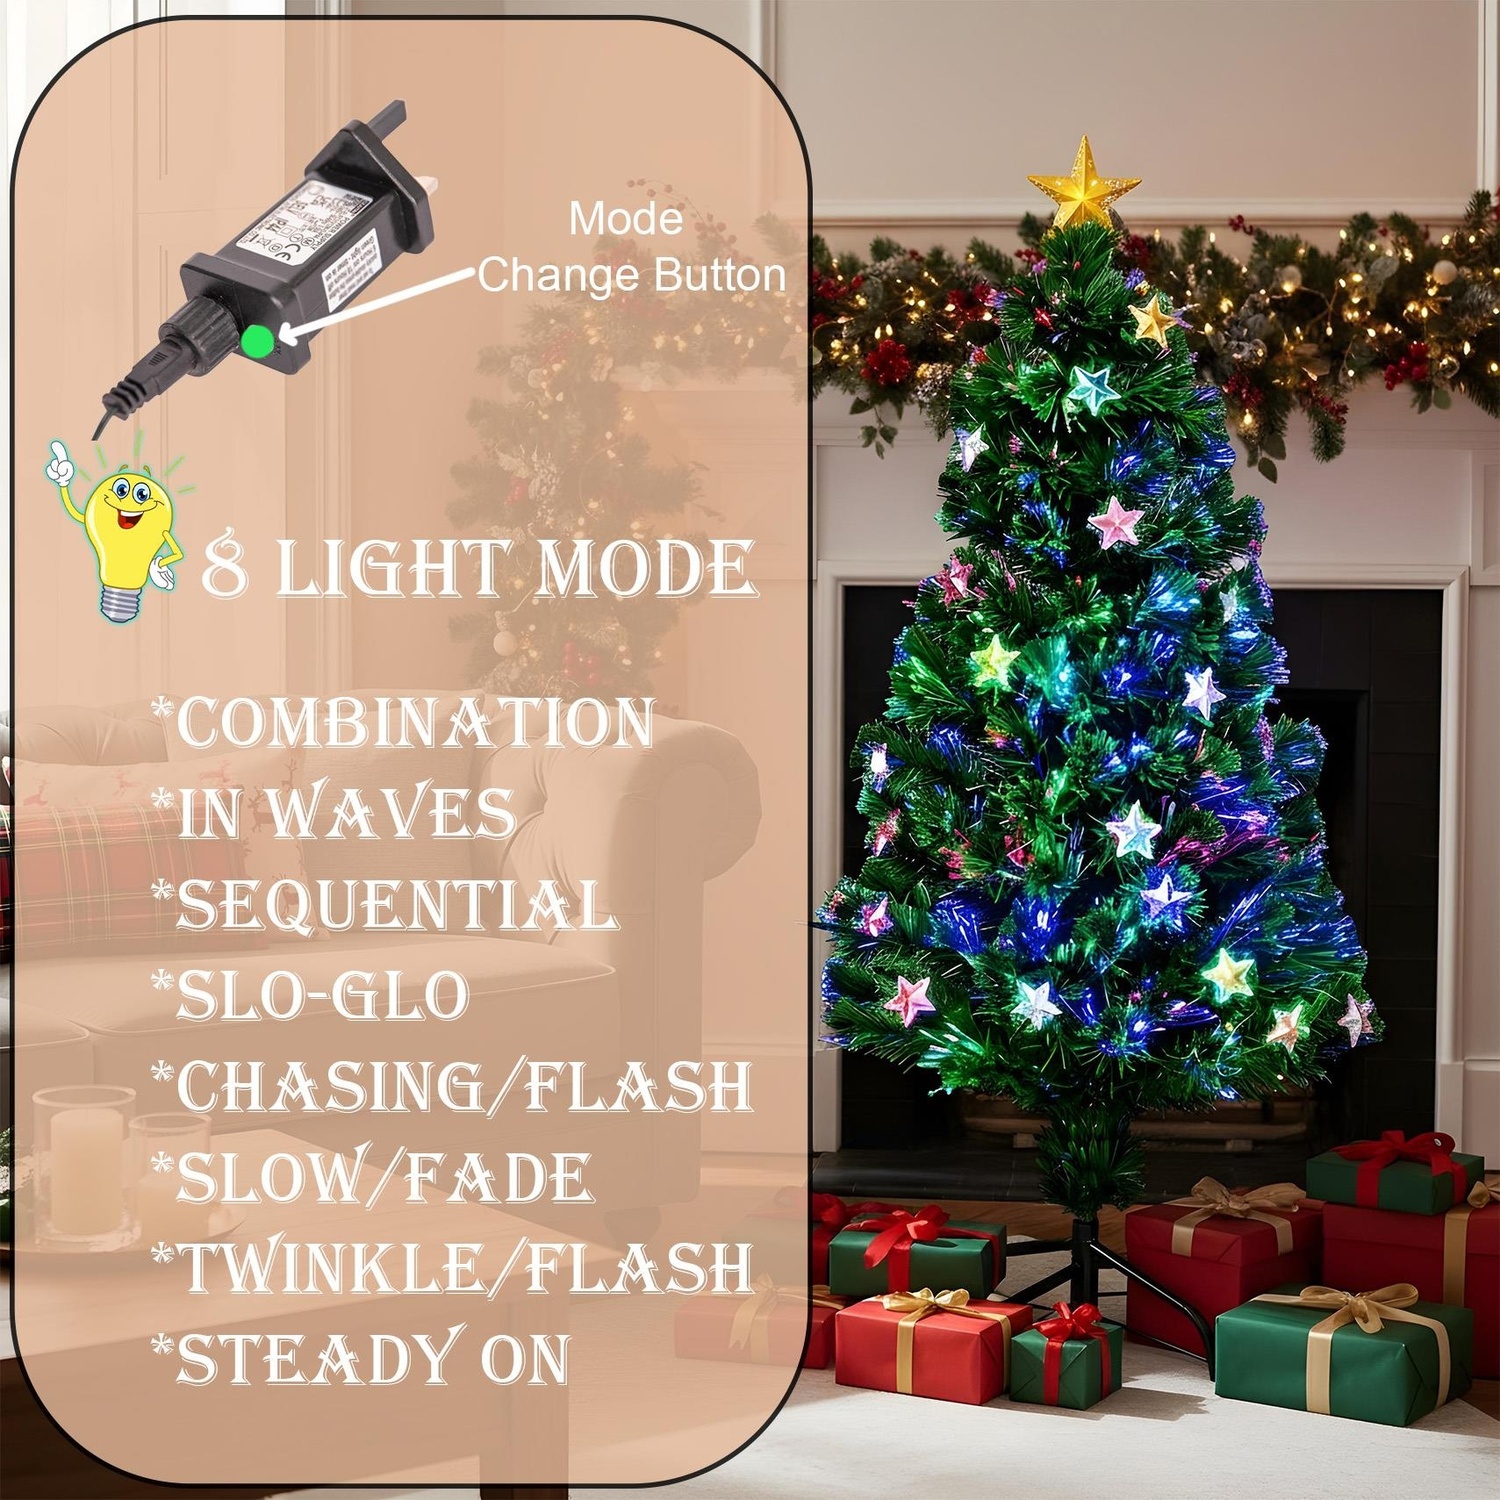 Mode
Change Button
8 LIGHT MODE
*COMBINATION
*IN WAVES
*SEQUENTIAL
*SLO-GLO
*CHASING/FLASH
*SLOW/FADE
*TWINKLE/FLASH
*STEADY ON